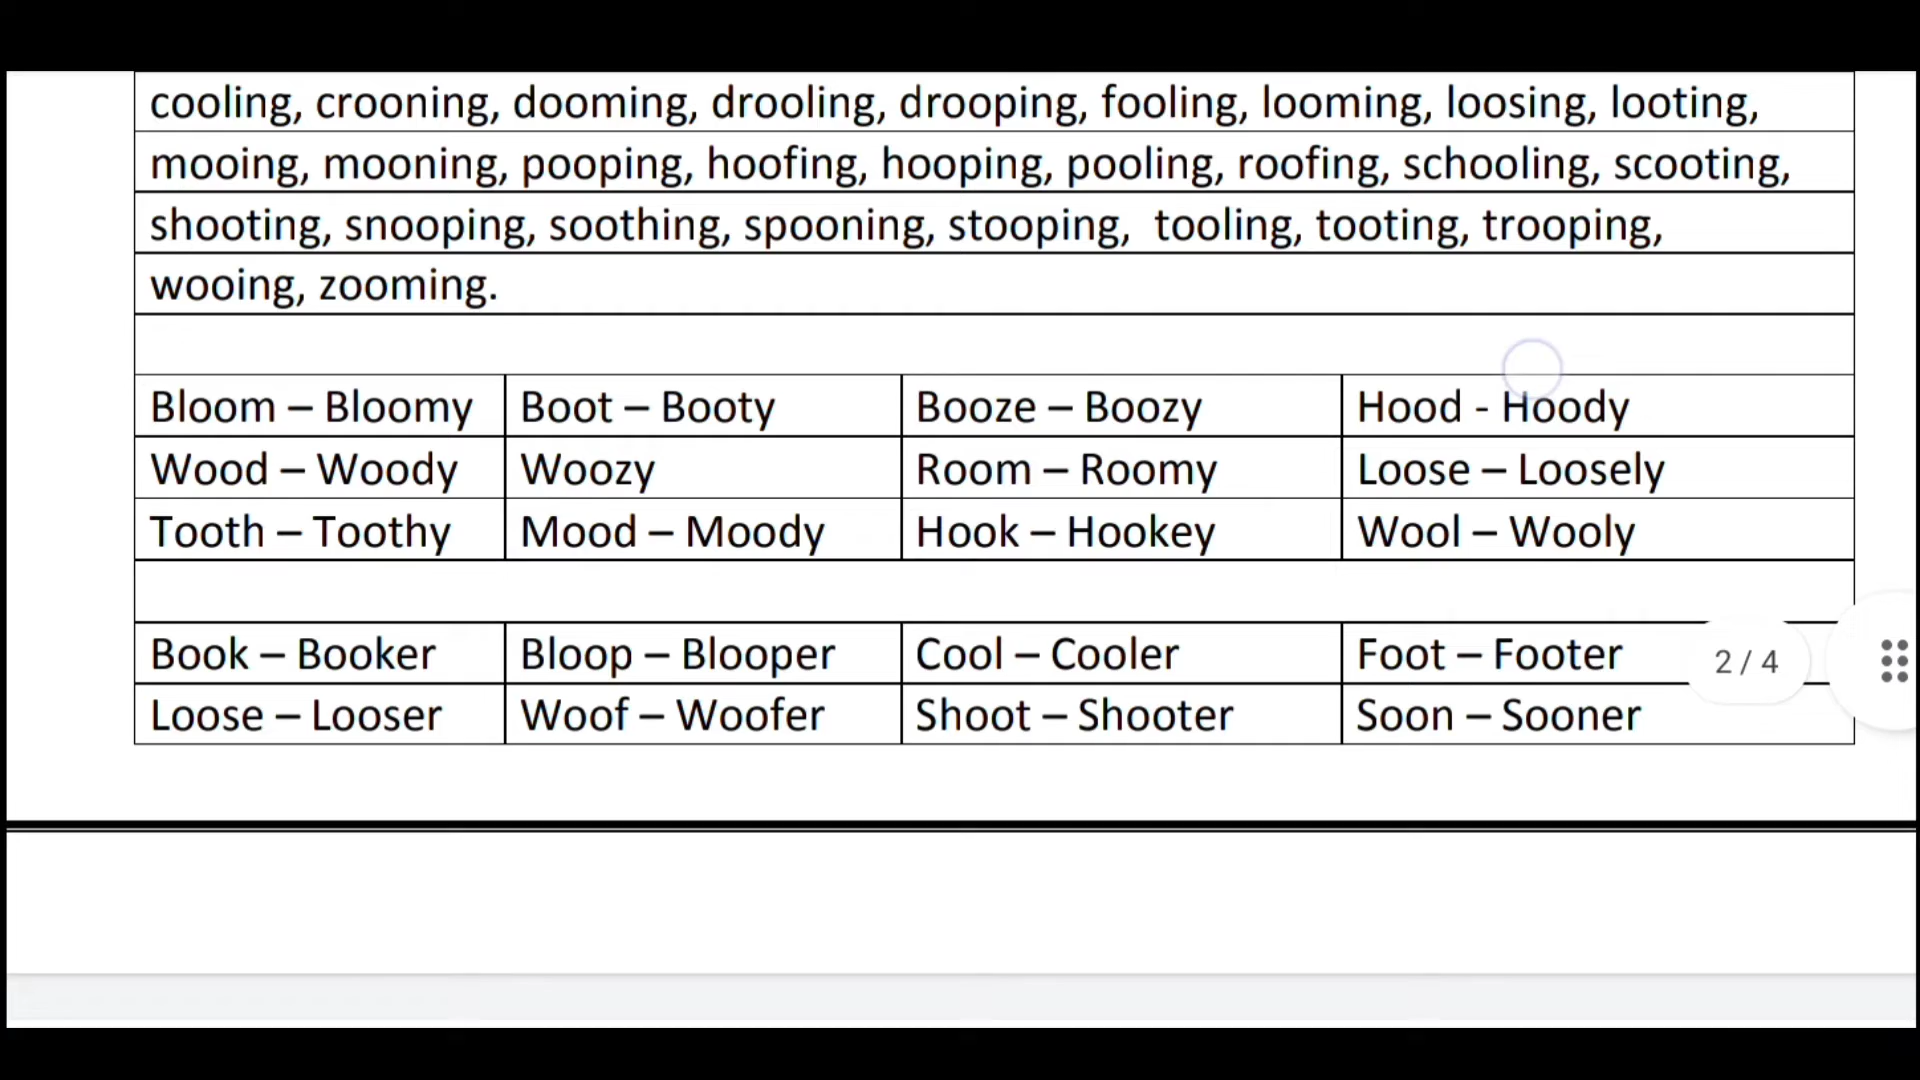 cooling, crooning, dooming, drooling, drooping, fooling, looming, loosing, looting,
mooing, mooning, pooping, hoofing, hooping, pooling, roofing, schooling, scooting,
shooting, snooping, soothing, spooning, stooping, tooling, tooting, trooping,
wooing, zooming.
Bloom – Bloomy Boot – Booty Booze – Boozy Hood - Hoody
Wood – Woody Woozy Room – Roomy Loose – Loosely
Tooth – Toothy Mood – Moody Hook – Hookey Wool – Wooly
Book – Booker Bloop – Blooper Cool – Cooler Foot – Footer
2 / 4
Loose – Looser Woof – Woofer Shoot – Shooter Soon – Sooner